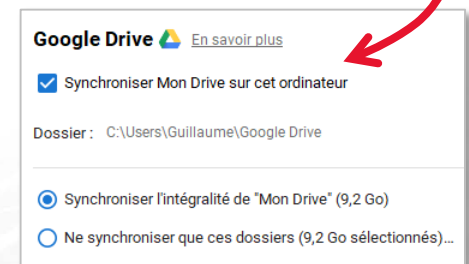 Google Drive En savoir plus
Synchroniser Mon Drive sur cet ordinateur
Dossier : C:\Users\Guillaume\Google Drive
Synchroniser l'intégralité de "Mon Drive" (9,2 Go)
Ne synchroniser que ces dossiers (9,2 Go sélectionnés)...